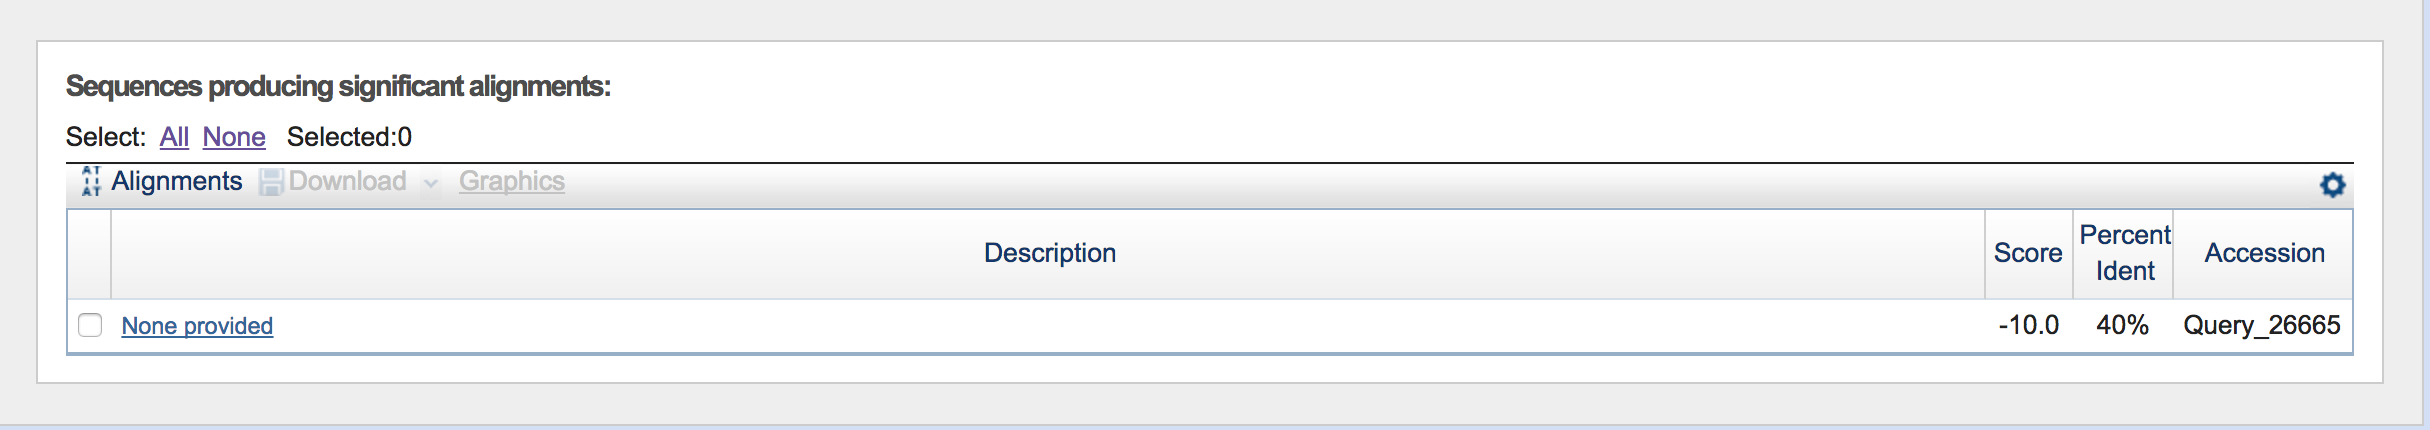 Sequences producing significant alignments:
Select: All None Selected:0
Alignments Download Graphics
Description Score Percent Ident Accession
None provided -10.0 40% Query_26665